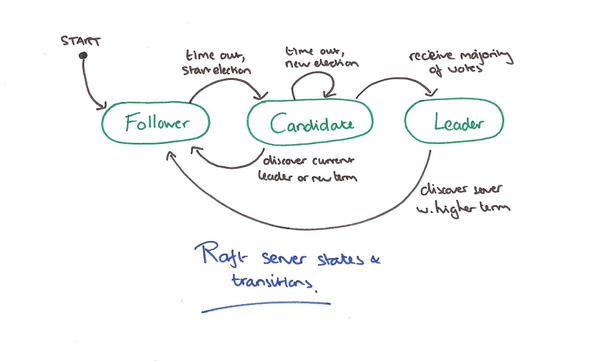 START
time out,
start election
time out,
new election
receive majority
of votes
Follower
Candidate
Leader
discover current
leader or new term
discover server
w. higher term
Raft server states &
transitions.